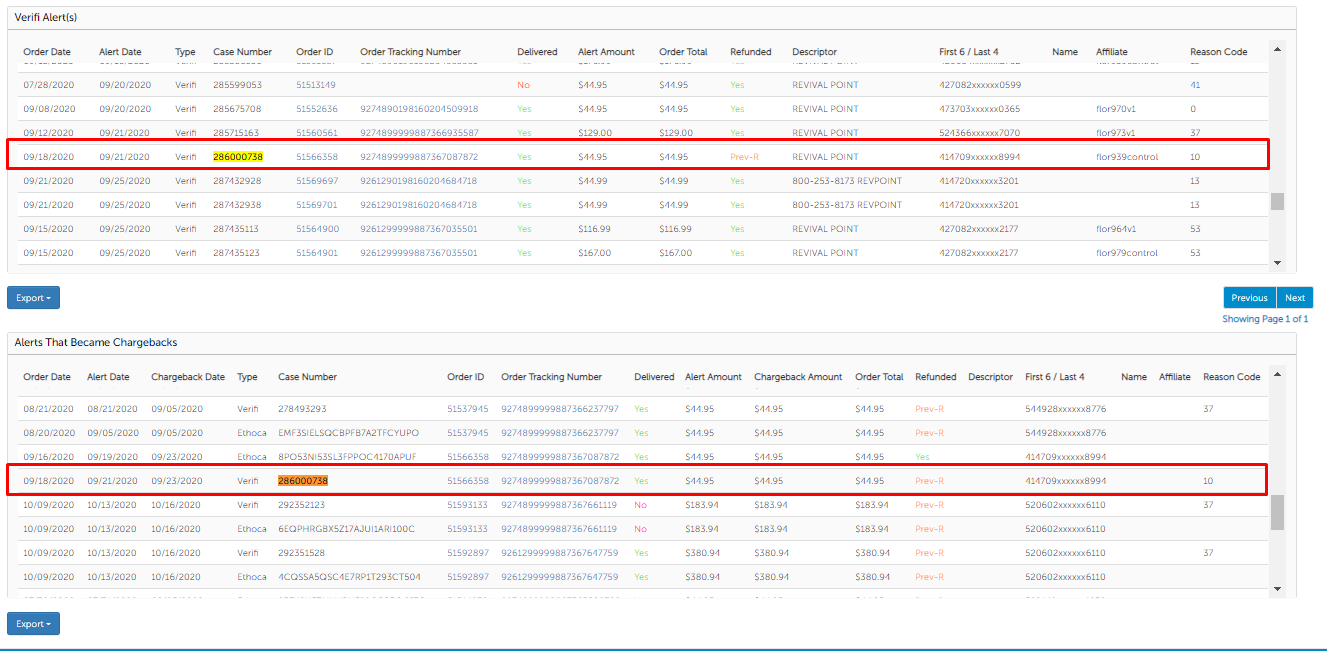 Verifi Alert(s)
Order Date Alert Date Type Case Number Order ID Order Tracking Number Delivered Alert Amount Order Total Refunded Descriptor First 6 / Last 4 Name Affiliate Reason Code
07/28/2020 09/20/2020 Verifi 285599053 51513149 No $44.95 $44.95 Yes REVIVAL POINT 427082xxxxxx0599 41
09/08/2020 09/20/2020 Verifi 285675708 51552636 9274890198160204509918 Yes $44.95 $44.95 Yes REVIVAL POINT 473703xxxxxx0365 flor970v1 0
09/12/2020 09/21/2020 Verifi 285715163 51560561 9274899999887366935587 Yes $129.00 $129.00 Yes REVIVAL POINT 524366xxxxxx7070 flor973v1 37
09/18/2020 09/21/2020 Verifi 286000738 51566358 9274899999887367087872 Yes $44.95 $44.95 Prev-R REVIVAL POINT 414709xxxxxx8994 flor939control 10
09/21/2020 09/25/2020 Verifi 287432928 51569697 9261290198160204684718 Yes $44.99 $44.99 Yes 800-253-8173 REVPOINT 414720xxxxxx3201 13
09/21/2020 09/25/2020 Verifi 287432938 51569701 9261290198160204684718 Yes $44.99 $44.99 Yes 800-253-8173 REVPOINT 414720xxxxxx3201 13
09/15/2020 09/25/2020 Verifi 287435113 51564900 9261299999887367035501 Yes $116.99 $116.99 Yes REVIVAL POINT 427082xxxxxx2177 flor964v1 53
09/15/2020 09/25/2020 Verifi 287435123 51564901 9261299999887367035501 Yes $167.00 $167.00 Yes REVIVAL POINT 427082xxxxxx2177 flor979control 53
Export
Previous Next
Showing Page 1 of 1
Alerts That Became Chargebacks
Order Date Alert Date Chargeback Date Type Case Number Order ID Order Tracking Number Delivered Alert Amount Chargeback Amount Order Total Refunded Descriptor First 6 / Last 4 Name Affiliate Reason Code
08/21/2020 08/21/2020 09/05/2020 Verifi 278493293 51537945 9274899999887366237797 Yes $44.95 $44.95 $44.95 Prev-R 544928xxxxxx8776 37
08/20/2020 09/05/2020 09/05/2020 Ethoca EMF3SIELSQCBPFB7A2TFCYUPO 51537945 9274899999887366237797 Yes $44.95 $44.95 $44.95 Prev-R 544928xxxxxx8776
09/16/2020 09/19/2020 09/23/2020 Ethoca 8PO53NI53SL3FPPOC4170APUF 51566358 9274899999887367087872 Yes $44.95 $44.95 $44.95 Yes 414709xxxxxx8994
09/18/2020 09/21/2020 09/23/2020 Verifi 286000738 51566358 9274899999887367087872 Yes $44.95 $44.95 $44.95 Prev-R 414709xxxxxx8994 10
10/09/2020 10/13/2020 10/16/2020 Verifi 292352123 51593133 9274899999887367661119 No $183.94 $183.94 $183.94 Prev-R 520602xxxxxx6110 37
10/09/2020 10/13/2020 10/16/2020 Ethoca 6EQPHRGBX5Z17AJUI1ARI100C 51593133 9274899999887367661119 No $183.94 $183.94 $183.94 Prev-R 520602xxxxxx6110
10/09/2020 10/13/2020 10/16/2020 Verifi 292351528 51592897 9261299999887367647759 Yes $380.94 $380.94 $380.94 Prev-R 520602xxxxxx6110 37
10/09/2020 10/13/2020 10/16/2020 Ethoca 4CQSSA5QSC4E7RP1T293CT504 51592897 9261299999887367647759 Yes $380.94 $380.94 $380.94 Prev-R 520602xxxxxx6110
Export